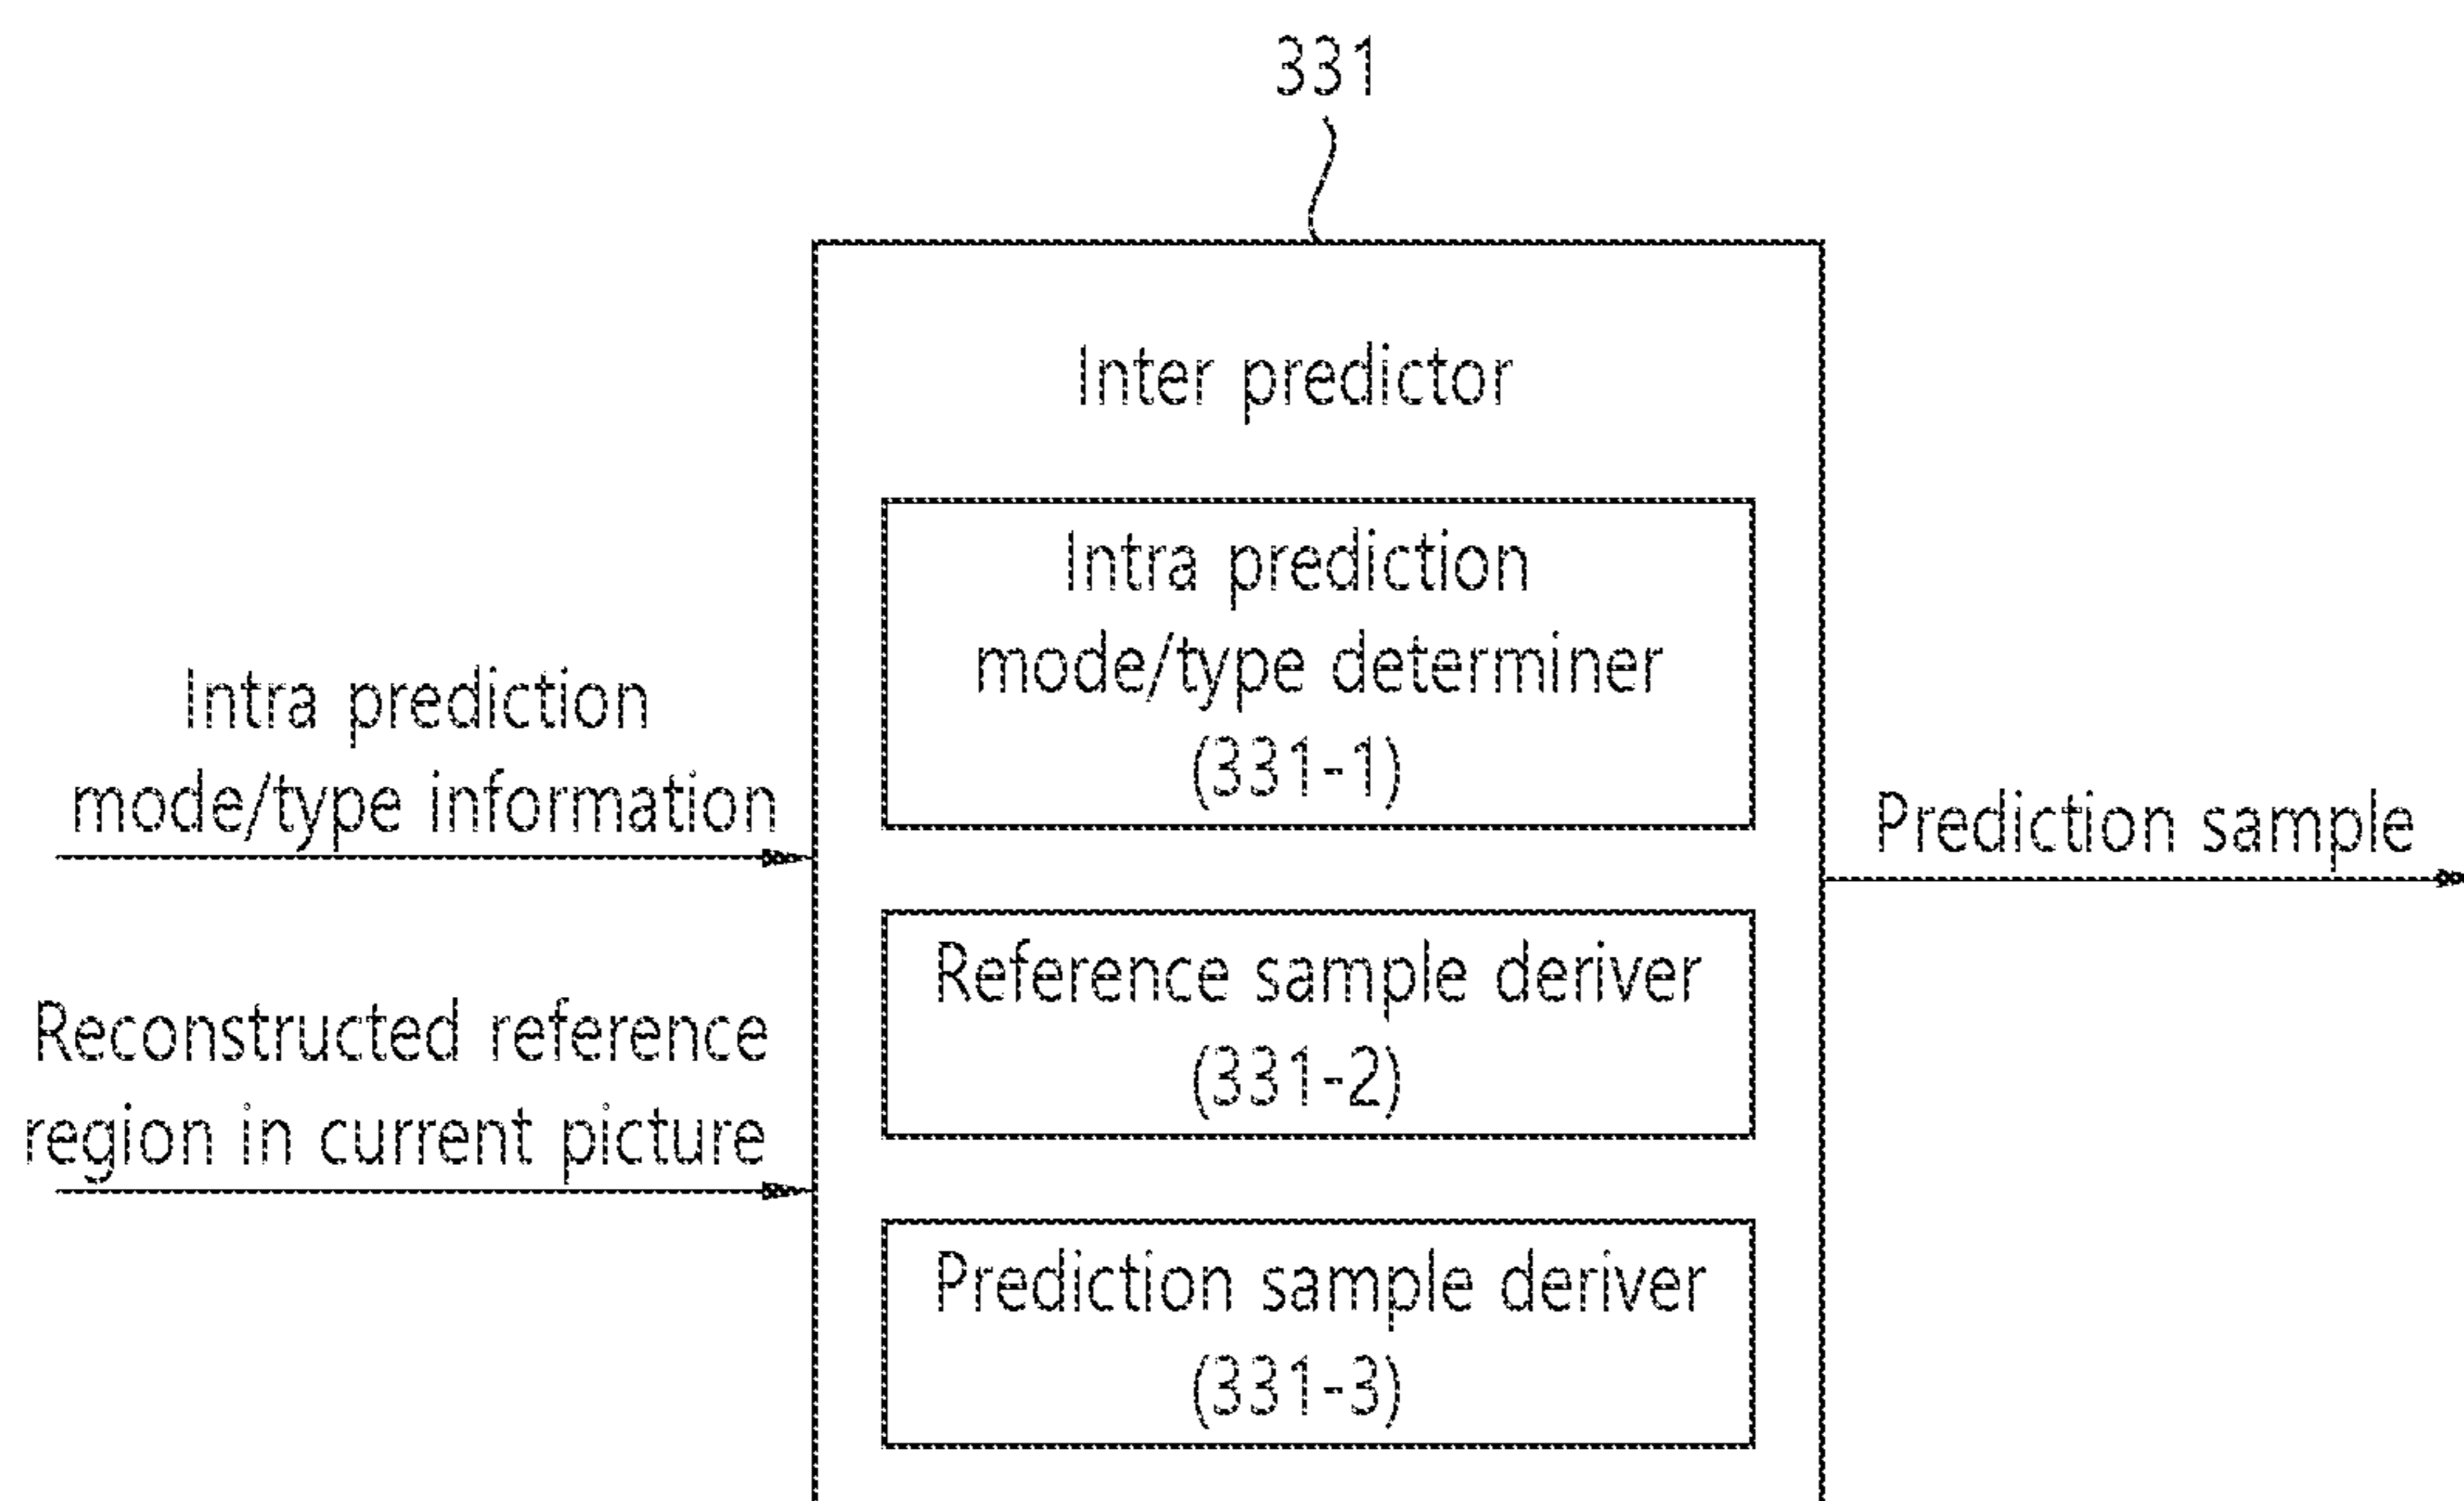 331
Inter predictor
Intra prediction
mode/type determiner
(331-1)
Intra prediction
mode/type information
Prediction sample
Reference sample deriver
(331-2)
Reconstructed reference
region in current picture
Prediction sample deriver
(331-3)